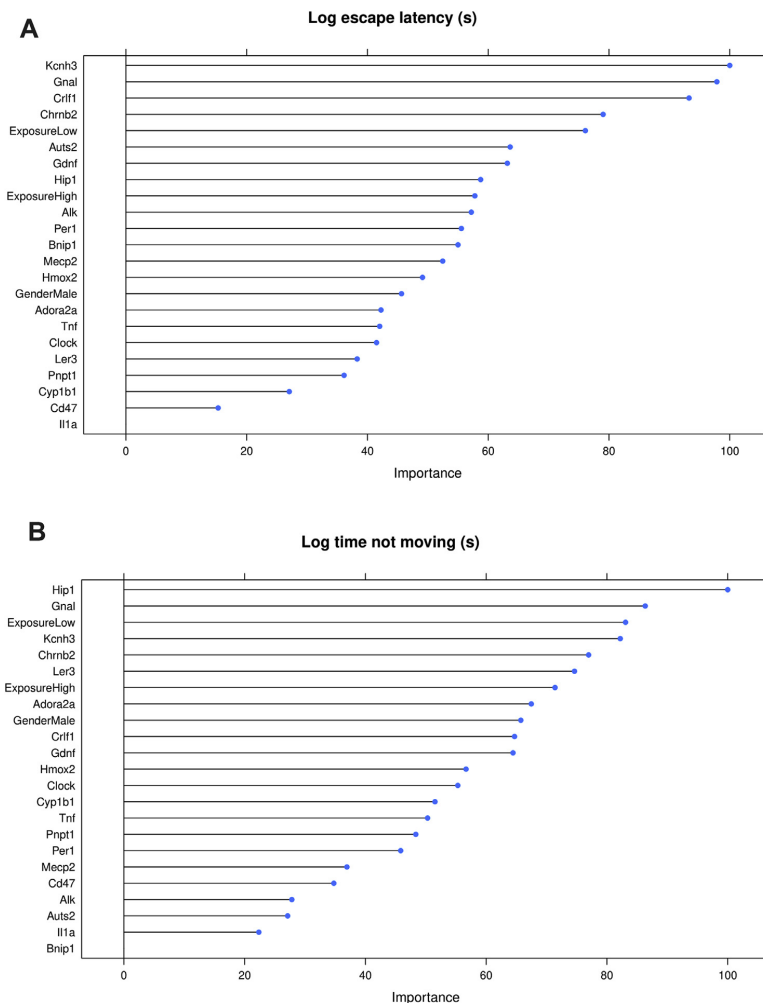 A
Log escape latency (s)
Kcnh3
Gnal
Crlf1
Chrnb2
ExposureLow
Auts2
Gdnf
Hip1
ExposureHigh
Alk
Per1
Bnip1
Mecp2
Hmox2
GenderMale
Adora2a
Tnf
Clock
Ler3
Pnpt1
Cyp1b1
Cd47
Il1a
0 20 40 60 80 100
Importance
B
Log time not moving (s)
Hip1
Gnal
ExposureLow
Kcnh3
Chrnb2
Ler3
ExposureHigh
Adora2a
GenderMale
Crlf1
Gdnf
Hmox2
Clock
Cyp1b1
Tnf
Pnpt1
Per1
Mecp2
Cd47
Alk
Auts2
Il1a
Bnip1
0 20 40 60 80 100
Importance